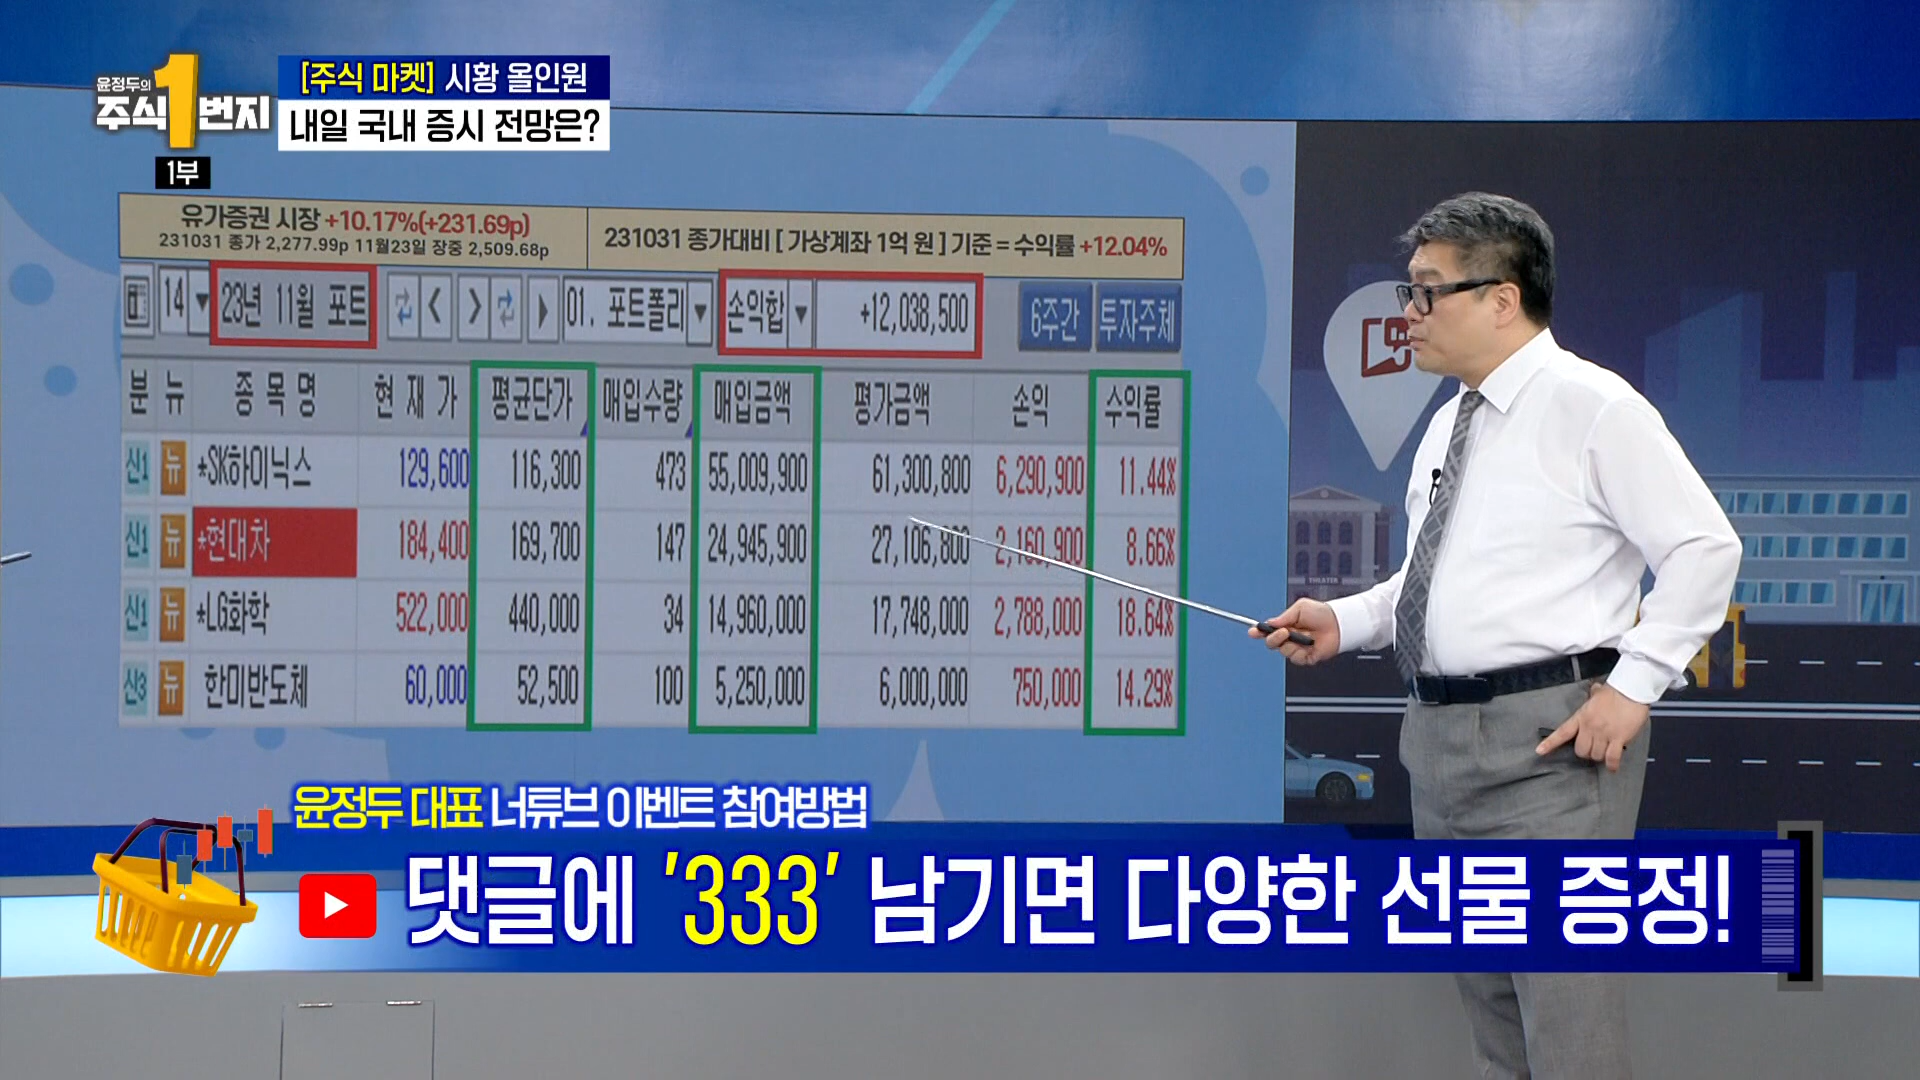 윤정두의
주식1번지
1부
[주식 마켓] 시황 올인원
내일 국내 증시 전망은?
유가증권 시장 +10.17%(+231.69p)
231031 종가 2,277.99p 11월23일 장중 2,509.68p
231031 종가대비 [ 가상계좌 1억 원 ] 기준 = 수익률 +12.04%
14 ▼ 23년 11월 포트 01. 포트폴리 ▼ 손익합 ▼ +12,038,500 6주간 투자주체
분 뉴 종목명 현재가 평균단가 매입수량 매입금액 평가금액 손익 수익률
신1 뉴 *SK하이닉스 129,600 116,300 473 55,009,900 61,300,800 6,290,900 11.44%
신1 뉴 *현대차 184,400 169,700 147 24,945,900 27,106,800 2,160,900 8.66%
신1 뉴 *LG화학 522,000 440,000 34 14,960,000 17,748,000 2,788,000 18.64%
신3 뉴 한미반도체 60,000 52,500 100 5,250,000 6,000,000 750,000 14.29%
THEATER
윤정두 대표 너튜브 이벤트 참여방법
댓글에 '333' 남기면 다양한 선물 증정!